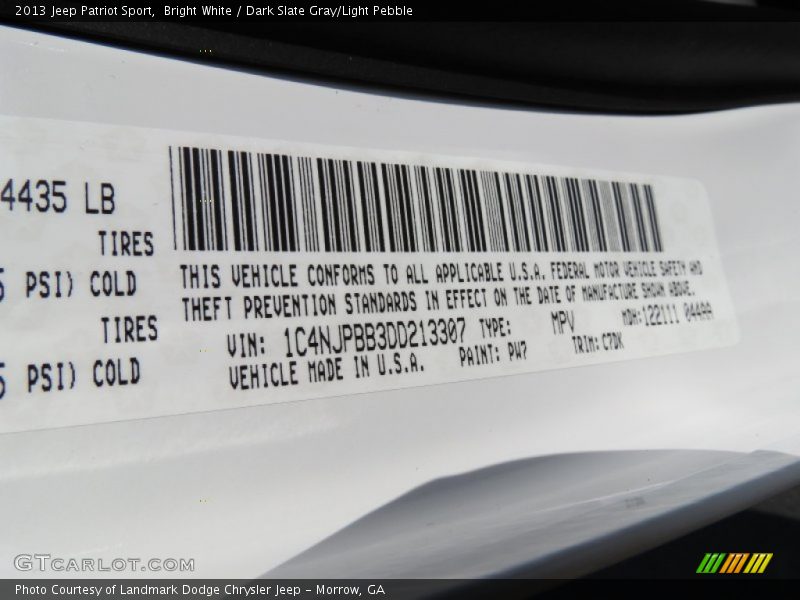 2013 Jeep Patriot Sport,  Bright White / Dark Slate Gray/Light Pebble
4435 LB
TIRES
PSI) COLD
TIRES
PSI) COLD
THIS VEHICLE CONFORMS TO ALL APPLICABLE U.S.A. FEDERAL MOTOR VEHICLE SAFETY AND
THEFT PREVENTION STANDARDS IN EFFECT ON THE DATE OF MANUFACTURE SHOWN ABOVE.
VIN: 1C4NJPBB3DD213307 TYPE: MPV MDH:122111 044AA
VEHICLE MADE IN U.S.A. PAINT: PW7 TRIM:C7DK
GTCARLOT.COM
Photo Courtesy of Landmark Dodge Chrysler Jeep – Morrow, GA